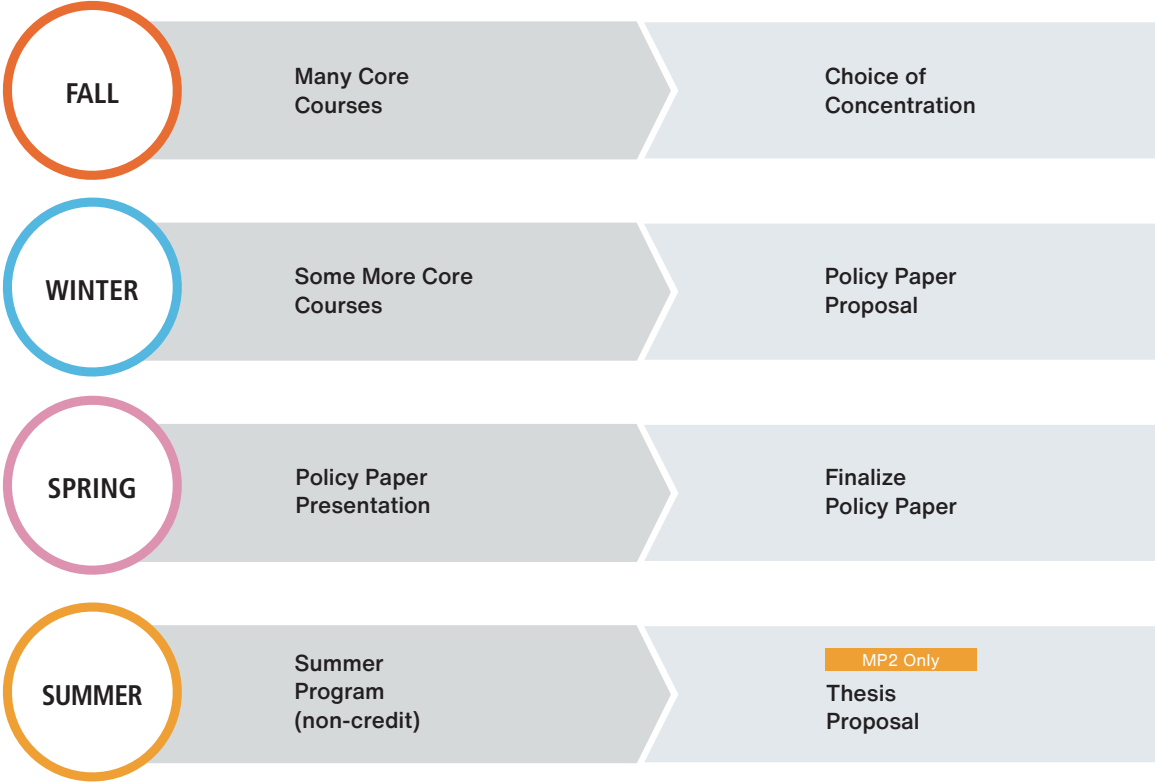 FALL
Many Core
Courses
Choice of
Concentration
WINTER
Some More Core
Courses
Policy Paper
Proposal
SPRING
Policy Paper
Presentation
Finalize
Policy Paper
SUMMER
Summer
Program
(non-credit)
MP2 Only
Thesis
Proposal